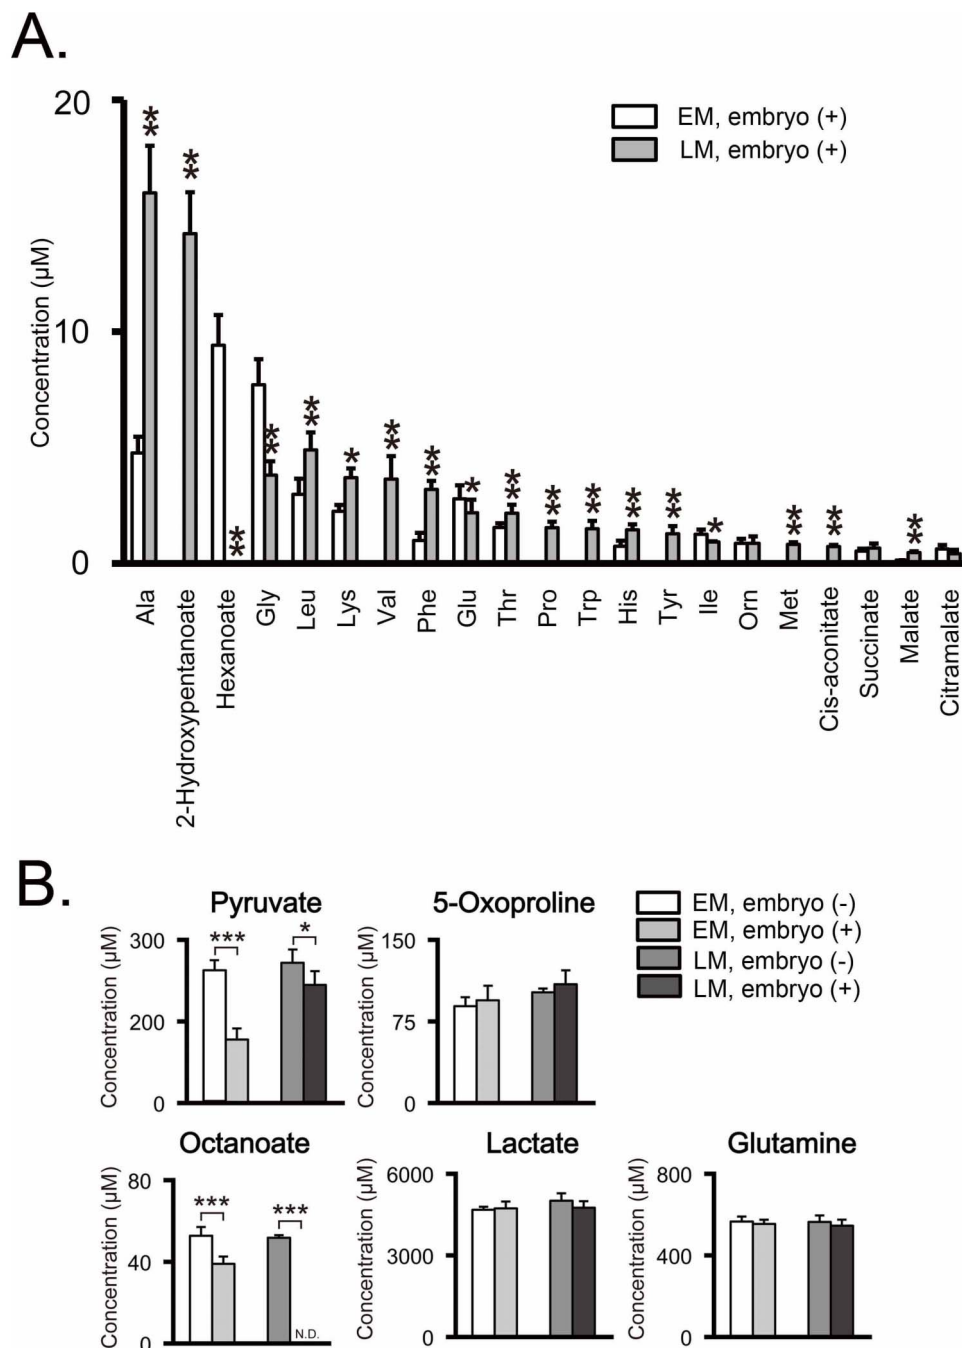 A.
20
10
0
Concentration (μM)
EM, embryo (+)
LM, embryo (+)
**
**
**
**
**
*
**
**
*
**
**
**
**
**
*
**
**
**
Ala
2-Hydroxypentanoate
Hexanoate
Gly
Leu
Lys
Val
Phe
Glu
Thr
Pro
Trp
His
Tyr
Ile
Orn
Met
Cis-aconitate
Succinate
Malate
Citramalate
B.
Pyruvate
Concentration (μM)
300
200
0
***
*
5-Oxoproline
Concentration (μM)
150
75
0
EM, embryo (-)
EM, embryo (+)
LM, embryo (-)
LM, embryo (+)
Octanoate
Concentration (μM)
80
40
0
***
***
N.D.
Lactate
Concentration (μM)
6000
3000
0
Glutamine
Concentration (μM)
800
400
0